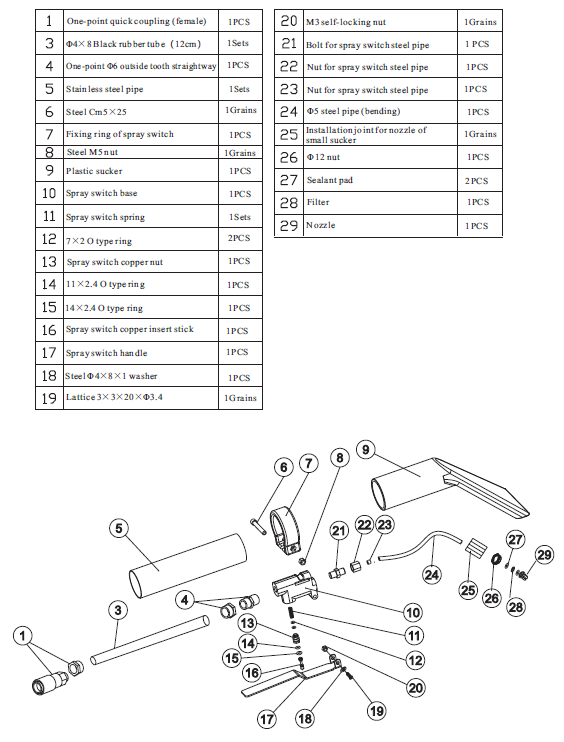 1 One-point quick coupling (female) 1PCS
3 Φ4×8 Black rubber tube (12cm) 1Sets
4 One-point Φ6 outside tooth straightway 1PCS
5 Stainless steel pipe 1Sets
6 Steel Cm5×25 1Grains
7 Fixing ring of spray switch 1PCS
8 Steel M5 nut 1Grains
9 Plastic sucker 1PCS
10 Spray switch base 1PCS
11 Spray switch spring 1Sets
12 7×2 O type ring 2PCS
13 Spray switch copper nut 1PCS
14 11×2.4 O type ring 1PCS
15 14×2.4 O type ring 1PCS
16 Spray switch copper insert stick 1PCS
17 Spray switch handle 1PCS
18 Steel Φ4×8×1 washer 1PCS
19 Lattice 3×3×20×Φ3.4 1Grains
20 M3 self-locking nut 1Grains
21 Bolt for spray switch steel pipe 1 PCS
22 Nut for spray switch steel pipe 1PCS
23 Nut for spray switch steel pipe 1PCS
24 Φ5 steel pipe (bending) 1PCS
25 Installation joint for nozzle of
small sucker 1Grains
26 Φ12 nut 1PCS
27 Sealant pad 2PCS
28 Filter 1PCS
29 Nozzle 1PCS
9
8
7
6
5
21
22
23
27
29
24
25
26
28
4
10
3
11
13
12
1
14
15
20
16
17
18
19